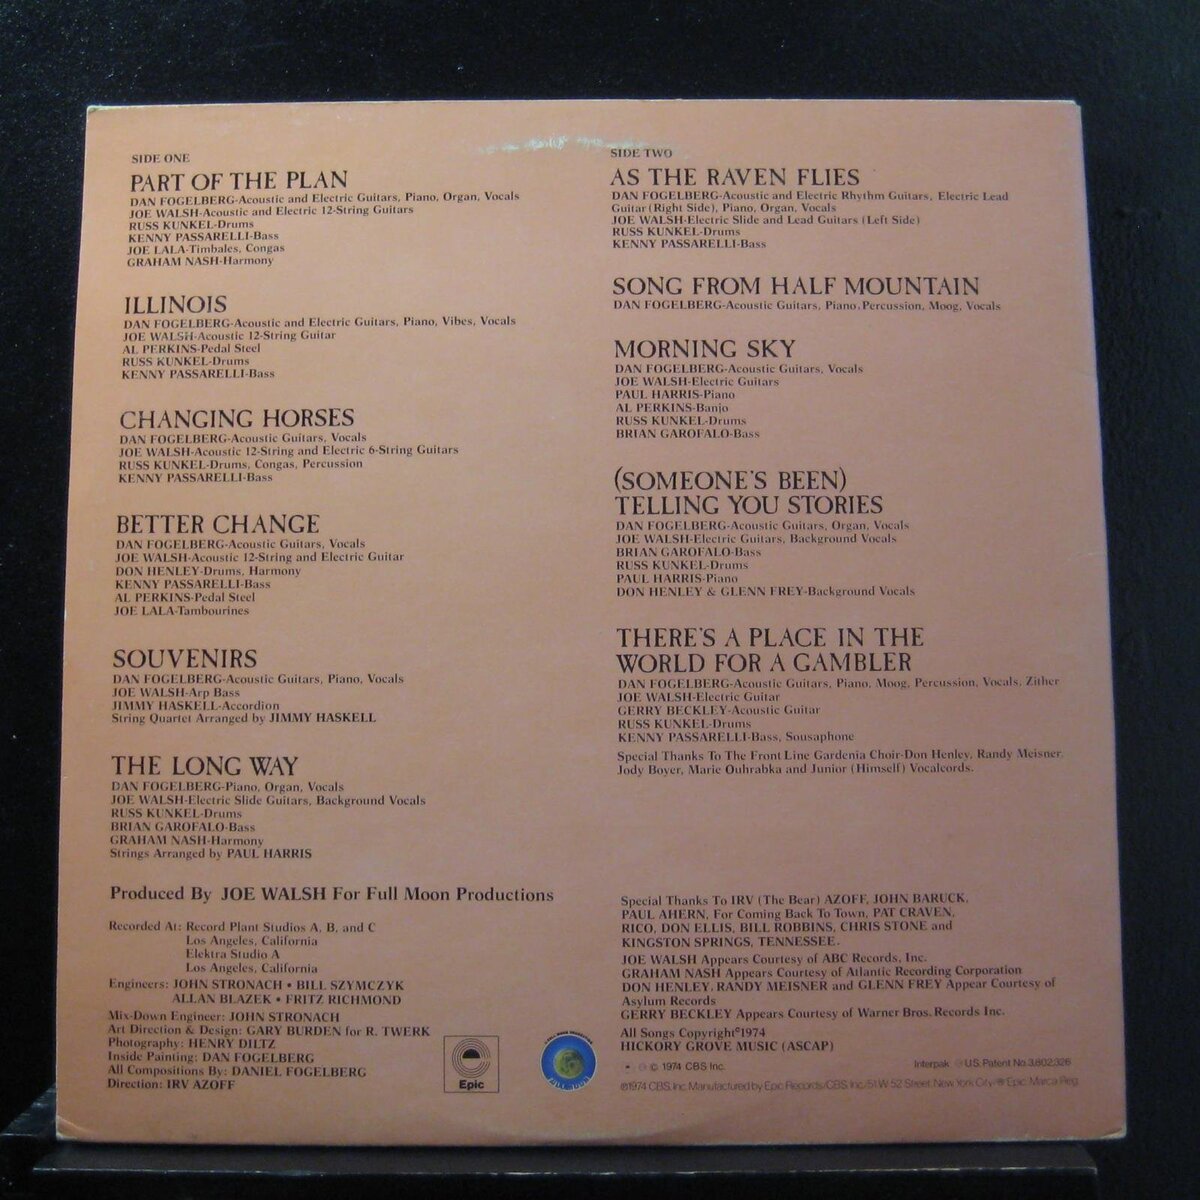 SIDE ONE
PART OF THE PLAN
DAN FOGELBERG-Acoustic and Electric Guitars, Piano, Organ, Vocals
JOE WALSH-Acoustic and Electric 12-String Guitars
RUSS KUNKEL-Drums
KENNY PASSARELLI-Bass
JOE LALA-Timbales, Congas
GRAHAM NASH-Harmony
ILLINOIS
DAN FOGELBERG-Acoustic and Electric Guitars, Piano, Vibes, Vocals
JOE WALSH-Acoustic 12-String Guitar
AL PERKINS-Pedal Steel
RUSS KUNKEL-Drums
KENNY PASSARELLI-Bass
CHANGING HORSES
DAN FOGELBERG-Acoustic Guitars, Vocals
JOE WALSH-Acoustic 12-String and Electric 6-String Guitars
RUSS KUNKEL-Drums, Congas, Percussion
KENNY PASSARELLI-Bass
BETTER CHANGE
DAN FOGELBERG-Acoustic Guitars, Vocals
JOE WALSH-Acoustic 12-String and Electric Guitar
DON HENLEY-Drums, Harmony
KENNY PASSARELLI-Bass
AL PERKINS-Pedal Steel
JOE LALA-Tambourines
SOUVENIRS
DAN FOGELBERG-Acoustic Guitars, Piano, Vocals
JOE WALSH-Arp Bass
JIMMY HASKELL-Accordion
String Quartet Arranged by JIMMY HASKELL
THE LONG WAY
DAN FOGELBERG-Piano, Organ, Vocals
JOE WALSH-Electric Slide Guitars, Background Vocals
RUSS KUNKEL-Drums
BRIAN GAROFALO-Bass
GRAHAM NASH-Harmony
Strings Arranged by PAUL HARRIS
Produced By JOE WALSH For Full Moon Productions
Recorded At: Record Plant Studios A, B, and C
Los Angeles, California
Elektra Studio A
Los Angeles, California
Engineers: JOHN STRONACH • BILL SZYMCZYK
ALLAN BLAZEK • FRITZ RICHMOND
Mix-Down Engineer: JOHN STRONACH
Art Direction & Design: GARY BURDEN for R. TWERK
Photography: HENRY DILTZ
Inside Painting: DAN FOGELBERG
All Compositions By: DANIEL FOGELBERG
Direction: IRV AZOFF
Epic
SIDE TWO
AS THE RAVEN FLIES
DAN FOGELBERG-Acoustic and Electric Rhythm Guitars, Electric Lead
Guitar (Right Side), Piano, Organ, Vocals
JOE WALSH-Electric Slide and Lead Guitars (Left Side)
RUSS KUNKEL-Drums
KENNY PASSARELLI-Bass
SONG FROM HALF MOUNTAIN
DAN FOGELBERG-Acoustic Guitars, Piano, Percussion, Moog, Vocals
MORNING SKY
DAN FOGELBERG-Acoustic Guitars, Vocals
JOE WALSH-Electric Guitars
PAUL HARRIS-Piano
AL PERKINS-Banjo
RUSS KUNKEL-Drums
BRIAN GAROFALO-Bass
(SOMEONE'S BEEN)
TELLING YOU STORIES
DAN FOGELBERG-Acoustic Guitars, Organ, Vocals
JOE WALSH-Electric Guitars, Background Vocals
BRIAN GAROFALO-Bass
RUSS KUNKEL-Drums
PAUL HARRIS-Piano
DON HENLEY & GLENN FREY-Background Vocals
THERE'S A PLACE IN THE
WORLD FOR A GAMBLER
DAN FOGELBERG-Acoustic Guitars, Piano, Moog, Percussion, Vocals, Zither
JOE WALSH-Electric Guitar
GERRY BECKLEY-Acoustic Guitar
RUSS KUNKEL-Drums
KENNY PASSARELLI-Bass, Sousaphone
Special Thanks To The Front Line Gardenia Choir-Don Henley, Randy Meisner,
Jody Boyer, Marie Ouhrabka and Junior (Himself) Vocalcords.
Special Thanks To IRV (The Bear) AZOFF, JOHN BARUCK,
PAUL AHERN, For Coming Back To Town, PAT CRAVEN,
RICO, DON ELLIS, BILL ROBBINS, CHRIS STONE and
KINGSTON SPRINGS, TENNESSEE.
JOE WALSH Appears Courtesy of ABC Records, Inc.
GRAHAM NASH Appears Courtesy of Atlantic Recording Corporation
DON HENLEY, RANDY MEISNER and GLENN FREY Appear Courtesy of
Asylum Records
GERRY BECKLEY Appears Courtesy of Warner Bros. Records Inc.
All Songs Copyright©1974
HICKORY GROVE MUSIC (ASCAP)
© 1974 CBS Inc. Interpak U.S. Patent No. 3,802,326
℗1974 CBS, Inc. Manufactured by Epic Records/CBS, Inc./51 W. 52 Street, New York City/® Epic, Marca Reg.